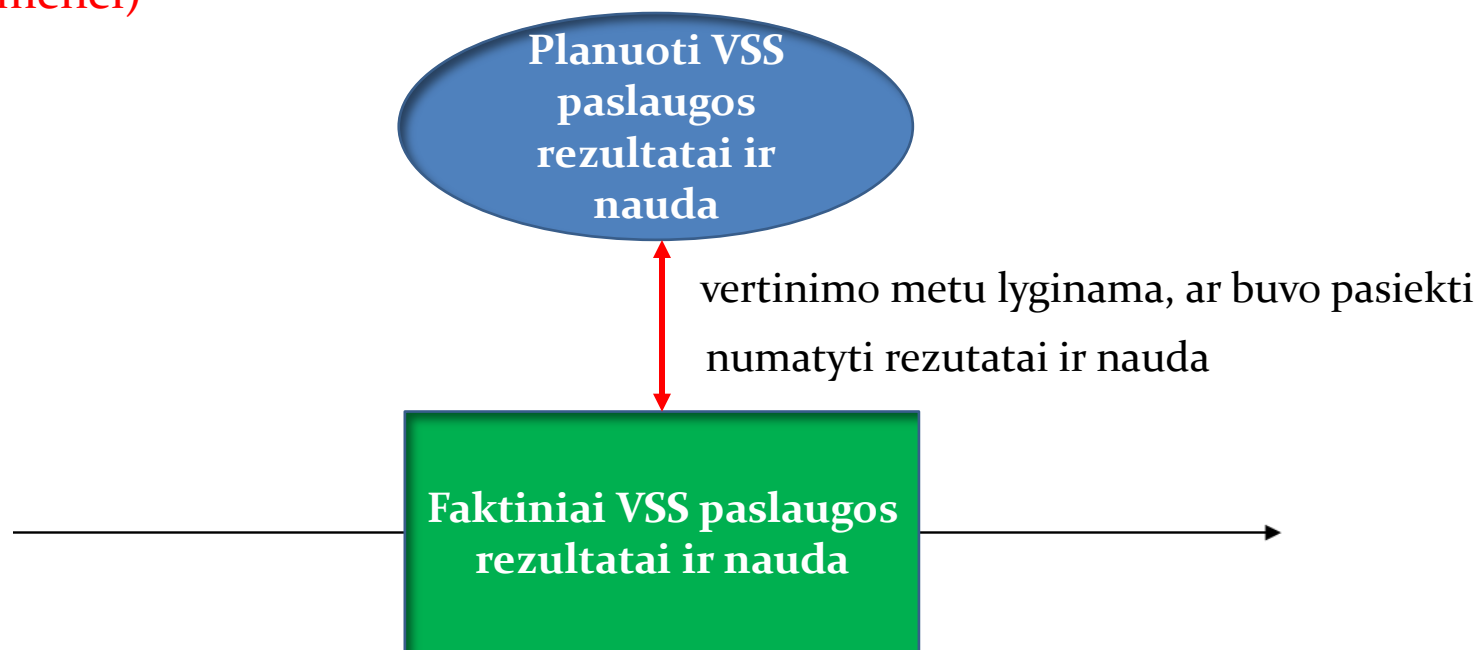 Planuoti VSS
paslaugos
rezultatai ir
nauda
vertinimo metu lyginama, ar buvo pasiekti
numatyti rezutatai ir nauda
Faktiniai VSS paslaugos
rezultatai ir nauda